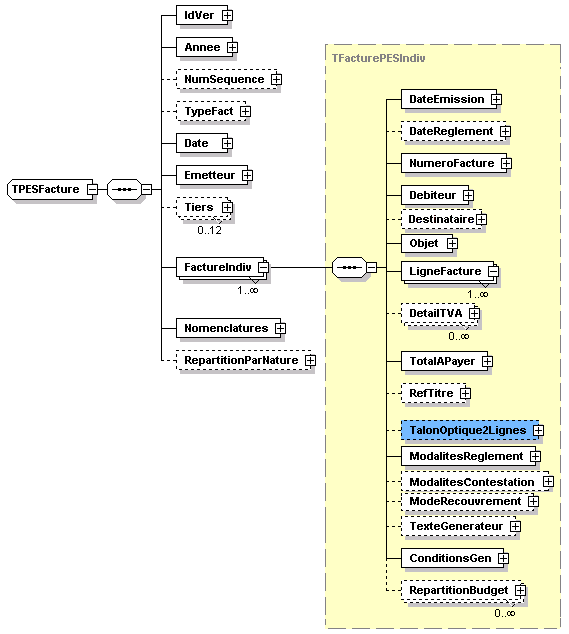 TPESFacture
IdVer
Annee
NumSequence
TypeFact
Date
Emetteur
Tiers
0..12
FactureIndiv
1..∞
Nomenclatures
RepartitionParNature
TFacturePESIndiv
DateEmission
DateReglement
NumeroFacture
Debiteur
Destinataire
Objet
LigneFacture
1..∞
DetailTVA
0..∞
TotalAPayer
RefTitre
TalonOptique2Lignes
ModalitesReglement
ModalitesContestation
ModeRecouvrement
TexteGenerateur
ConditionsGen
RepartitionBudget
0..∞